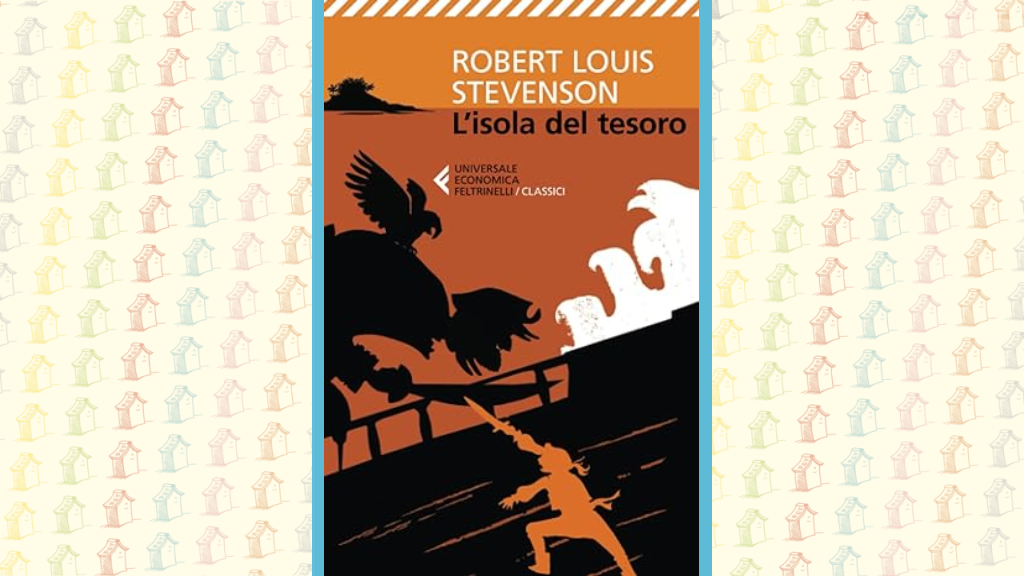 ROBERT LOUIS
STEVENSON
L’isola del tesoro
UNIVERSALE
ECONOMICA
FELTRINELLI / CLASSICI